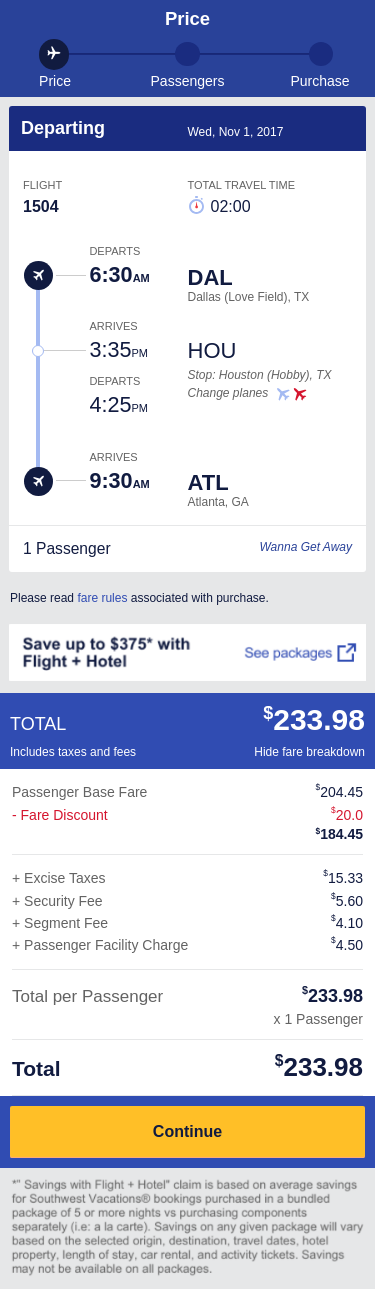 Price
Price Passengers Purchase
Departing Wed, Nov 1, 2017
FLIGHT TOTAL TRAVEL TIME
1504 02:00
DEPARTS
6:30AM DAL
Dallas (Love Field), TX
ARRIVES
3:35PM HOU
Stop: Houston (Hobby), TX
DEPARTS
Change planes
4:25PM
ARRIVES
9:30AM ATL
Atlanta, GA
1 Passenger Wanna Get Away
Please read fare rules associated with purchase.
Save up to $375* with
Flight + Hotel
See packages
TOTAL $233.98
Includes taxes and fees Hide fare breakdown
Passenger Base Fare $204.45
- Fare Discount $20.0
$184.45
+ Excise Taxes $15.33
+ Security Fee $5.60
+ Segment Fee $4.10
+ Passenger Facility Charge $4.50
Total per Passenger $233.98
x 1 Passenger
Total $233.98
Continue
*" Savings with Flight + Hotel" claim is based on average savings
for Southwest Vacations® bookings purchased in a bundled
package of 5 or more nights vs purchasing components
separately (i.e: a la carte). Savings on any given package will vary
based on the selected origin, destination, travel dates, hotel
property, length of stay, car rental, and activity tickets. Savings
may not be available on all packages.